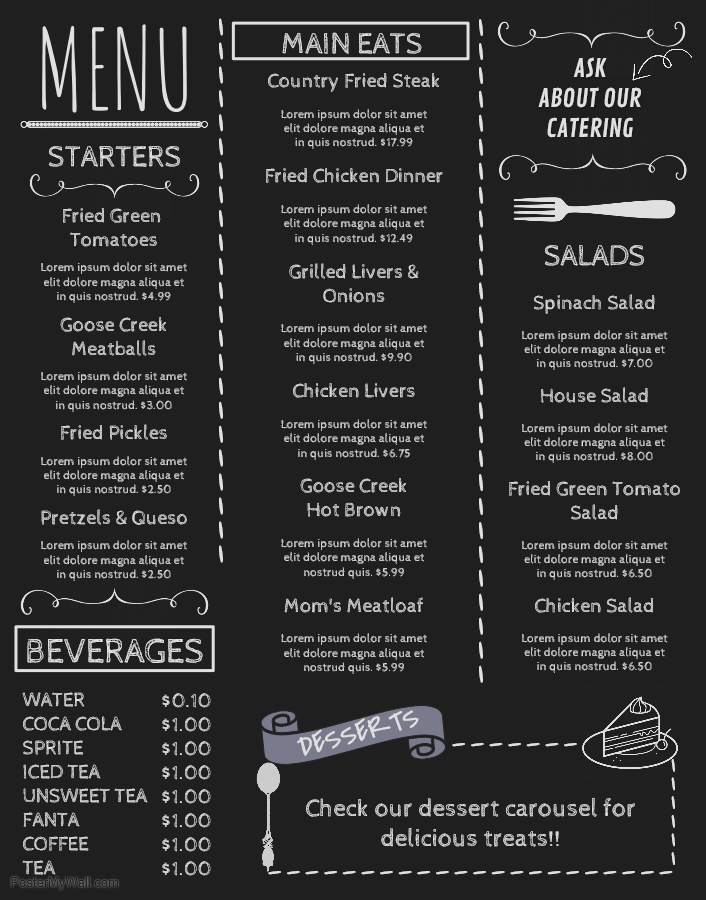 MENU
STARTERS
Fried Green
Tomatoes
Lorem ipsum dolor sit amet
elit dolore magna aliqua et
in quis nostrud. $4.99
Goose Creek
Meatballs
Lorem ipsum dolor sit amet
elit dolore magna aliqua et
in quis nostrud. $3.00
Fried Pickles
Lorem ipsum dolor sit amet
elit dolore magna aliqua et
in quis nostrud. $2.50
Pretzels & Queso
Lorem ipsum dolor sit amet
elit dolore magna aliqua et
in quis nostrud. $2.50
BEVERAGES
WATER $0.10
COCA COLA $1.00
SPRITE $1.00
ICED TEA $1.00
UNSWEET TEA $1.00
FANTA $1.00
COFFEE $1.00
TEA $1.00
PosterMyWall.com
MAIN EATS
Country Fried Steak
Lorem ipsum dolor sit amet
elit dolore magna aliqua et
in quis nostrud. $17.99
Fried Chicken Dinner
Lorem ipsum dolor sit amet
elit dolore magna aliqua et
in quis nostrud. $12.49
Grilled Livers &
Onions
Lorem ipsum dolor sit amet
elit dolore magna aliqua et
in quis nostrud. $9.90
Chicken Livers
Lorem ipsum dolor sit amet
elit dolore magna aliqua et
in quis nostrud. $6.75
Goose Creek
Hot Brown
Lorem ipsum dolor sit amet
elit dolore magna aliqua et
nostrud quis. $5.99
Mom's Meatloaf
Lorem ipsum dolor sit amet
elit dolore magna aliqua et
nostrud quis. $5.99
ASK
ABOUT OUR
CATERING
SALADS
Spinach Salad
Lorem ipsum dolor sit amet
elit dolore magna aliqua et
in quis nostrud. $7.00
House Salad
Lorem ipsum dolor sit amet
elit dolore magna aliqua et
in quis nostrud. $8.00
Fried Green Tomato
Salad
Lorem ipsum dolor sit amet
elit dolore magna aliqua et
in quis nostrud. $6.50
Chicken Salad
Lorem ipsum dolor sit amet
elit dolore magna aliqua et
in quis nostrud. $6.50
DESSERTS
Check our dessert carousel for
delicious treats!!